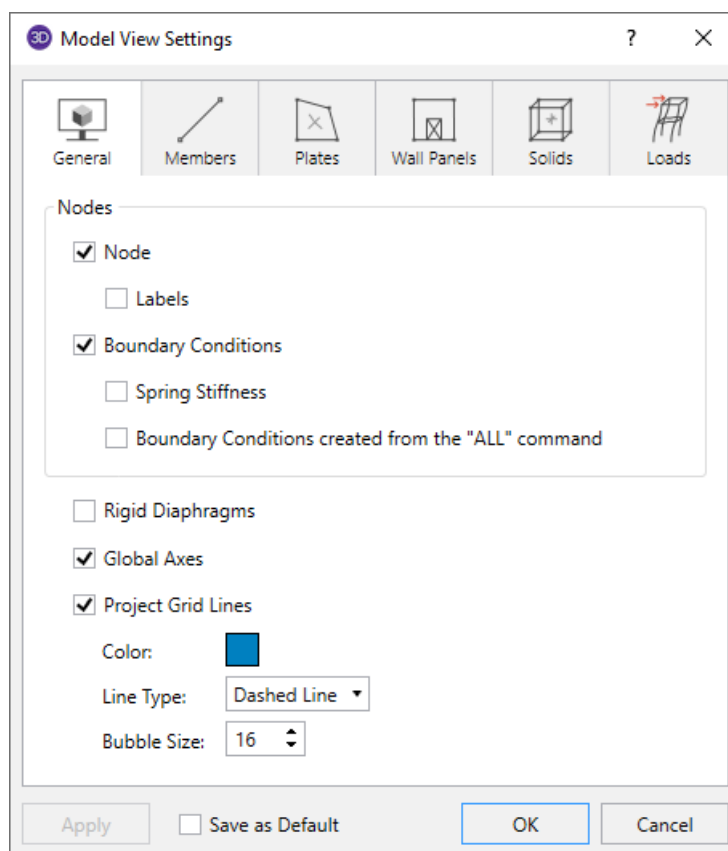 3D Model View Settings ?
General Members Plates Wall Panels Solids Loads
Nodes
Node
Labels
Boundary Conditions
Spring Stiffness
Boundary Conditions created from the "ALL" command
Rigid Diaphragms
Global Axes
Project Grid Lines
Color:
Line Type: Dashed Line
Bubble Size: 16
Apply Save as Default OK Cancel